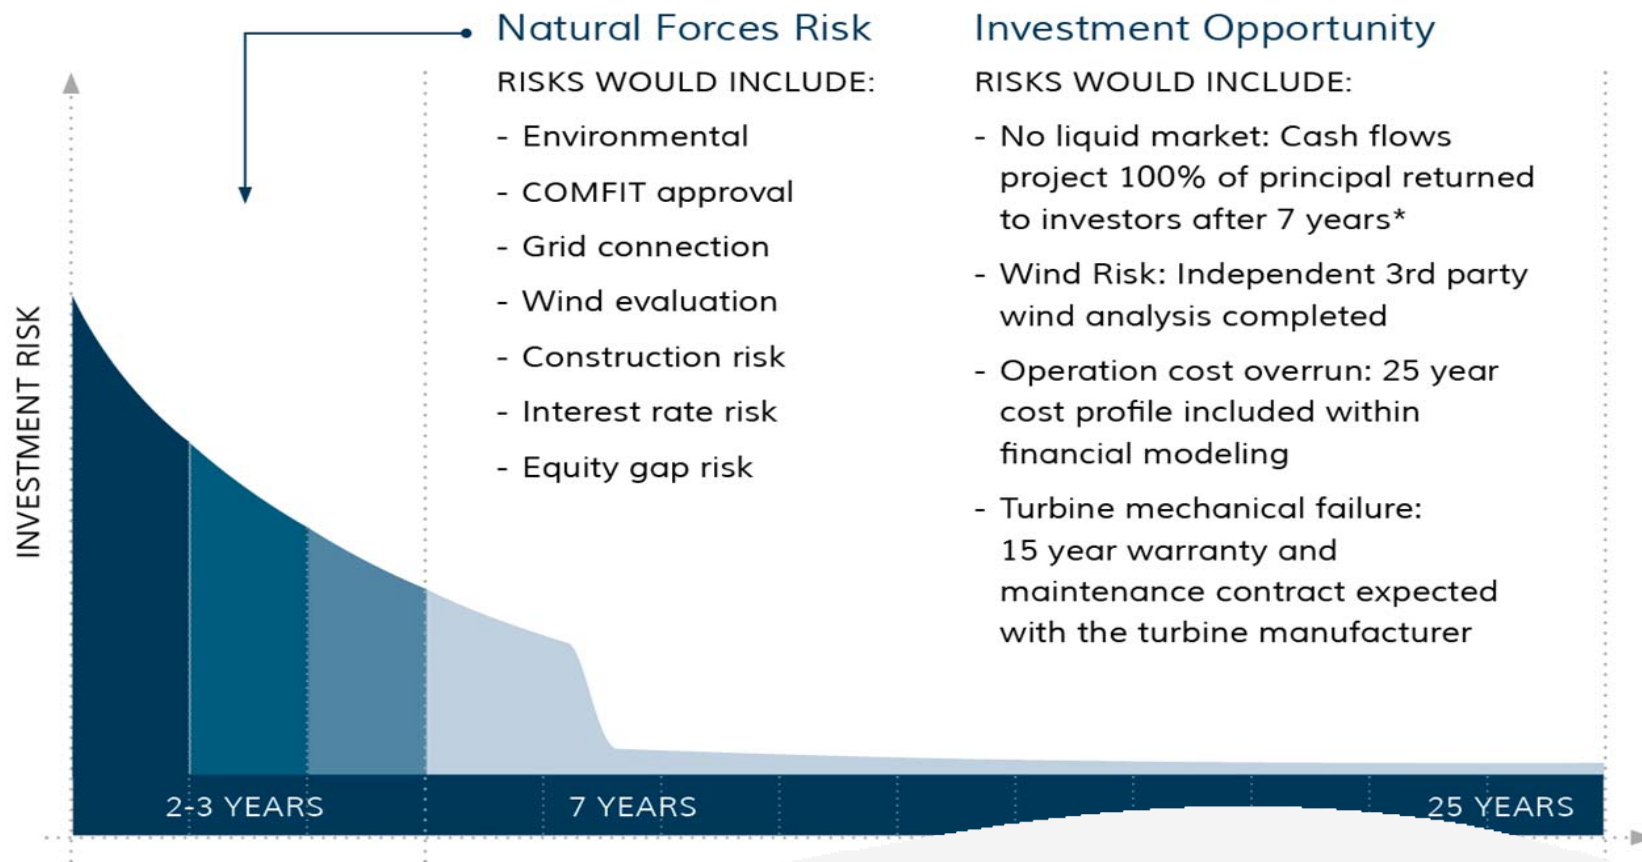 Natural Forces Risk
RISKS WOULD INCLUDE:
- Environmental
- COMFIT approval
- Grid connection
- Wind evaluation
- Construction risk
- Interest rate risk
- Equity gap risk
Investment Opportunity
RISKS WOULD INCLUDE:
- No liquid market: Cash flows
project 100% of principal returned
to investors after 7 years*
- Wind Risk: Independent 3rd party
wind analysis completed
- Operation cost overrun: 25 year
cost profile included within
financial modeling
- Turbine mechanical failure:
15 year warranty and
maintenance contract expected
with the turbine manufacturer
INVESTMENT RISK
2-3 YEARS
7 YEARS
25 YEARS